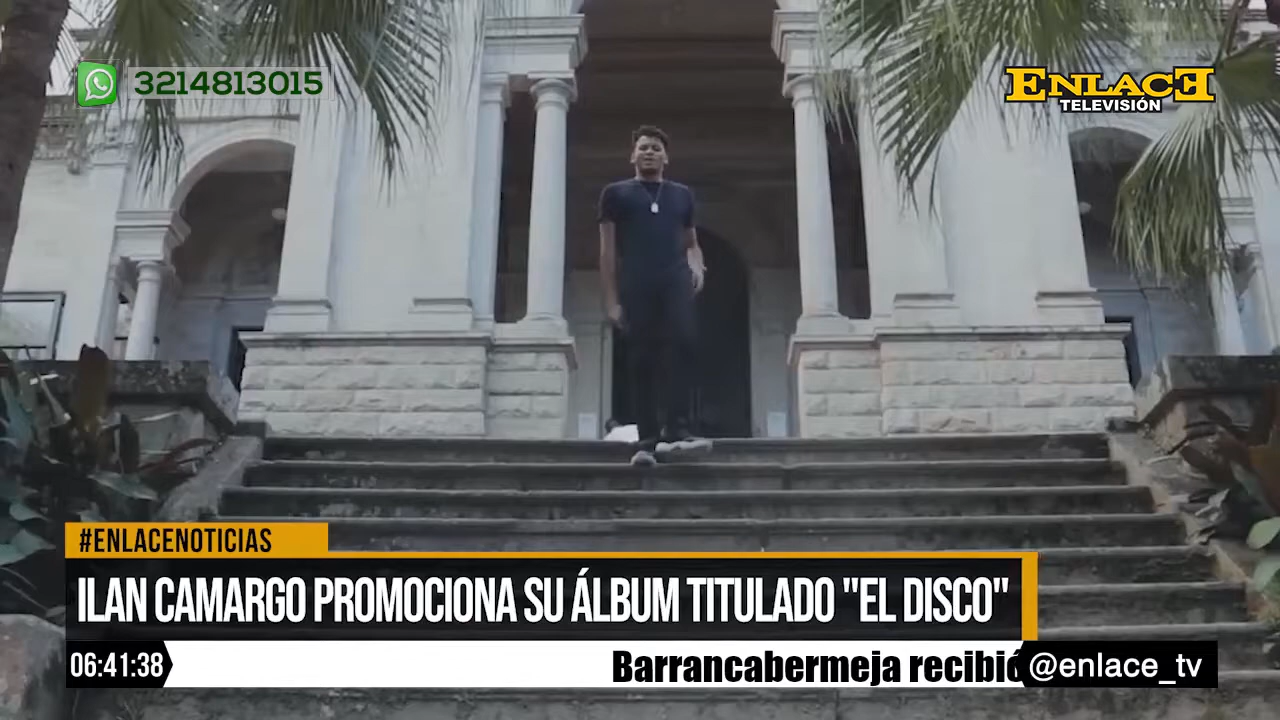 3214813015
ENLACE
TELEVISIÓN
#ENLACENOTICIAS
ILAN CAMARGO PROMOCIONA SU ÁLBUM TITULADO "EL DISCO"
06:41:38
Barrancabermeja recibió
@enlace_tv